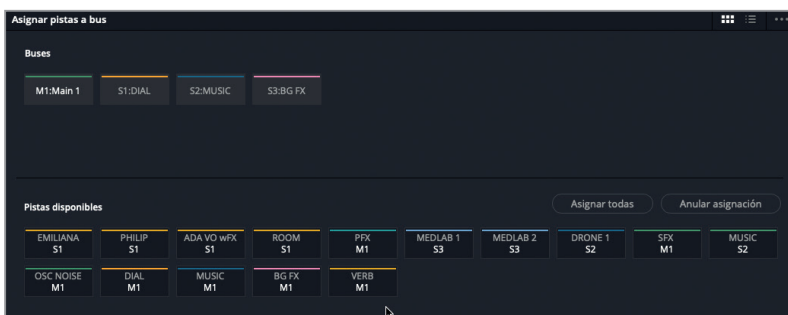 Asignar pistas a bus
Buses
M1:Main 1 S1:DIAL S2:MUSIC S3:BG FX
Pistas disponibles Asignar todas Anular asignación
EMILIANA PHILIP ADA VO wFX ROOM PFX MEDLAB 1 MEDLAB 2 DRONE 1 SFX MUSIC
S1 S1 S1 S1 M1 S3 S3 S2 M1 S2
OSC NOISE DIAL MUSIC BG FX VERB
M1 M1 M1 M1 M1